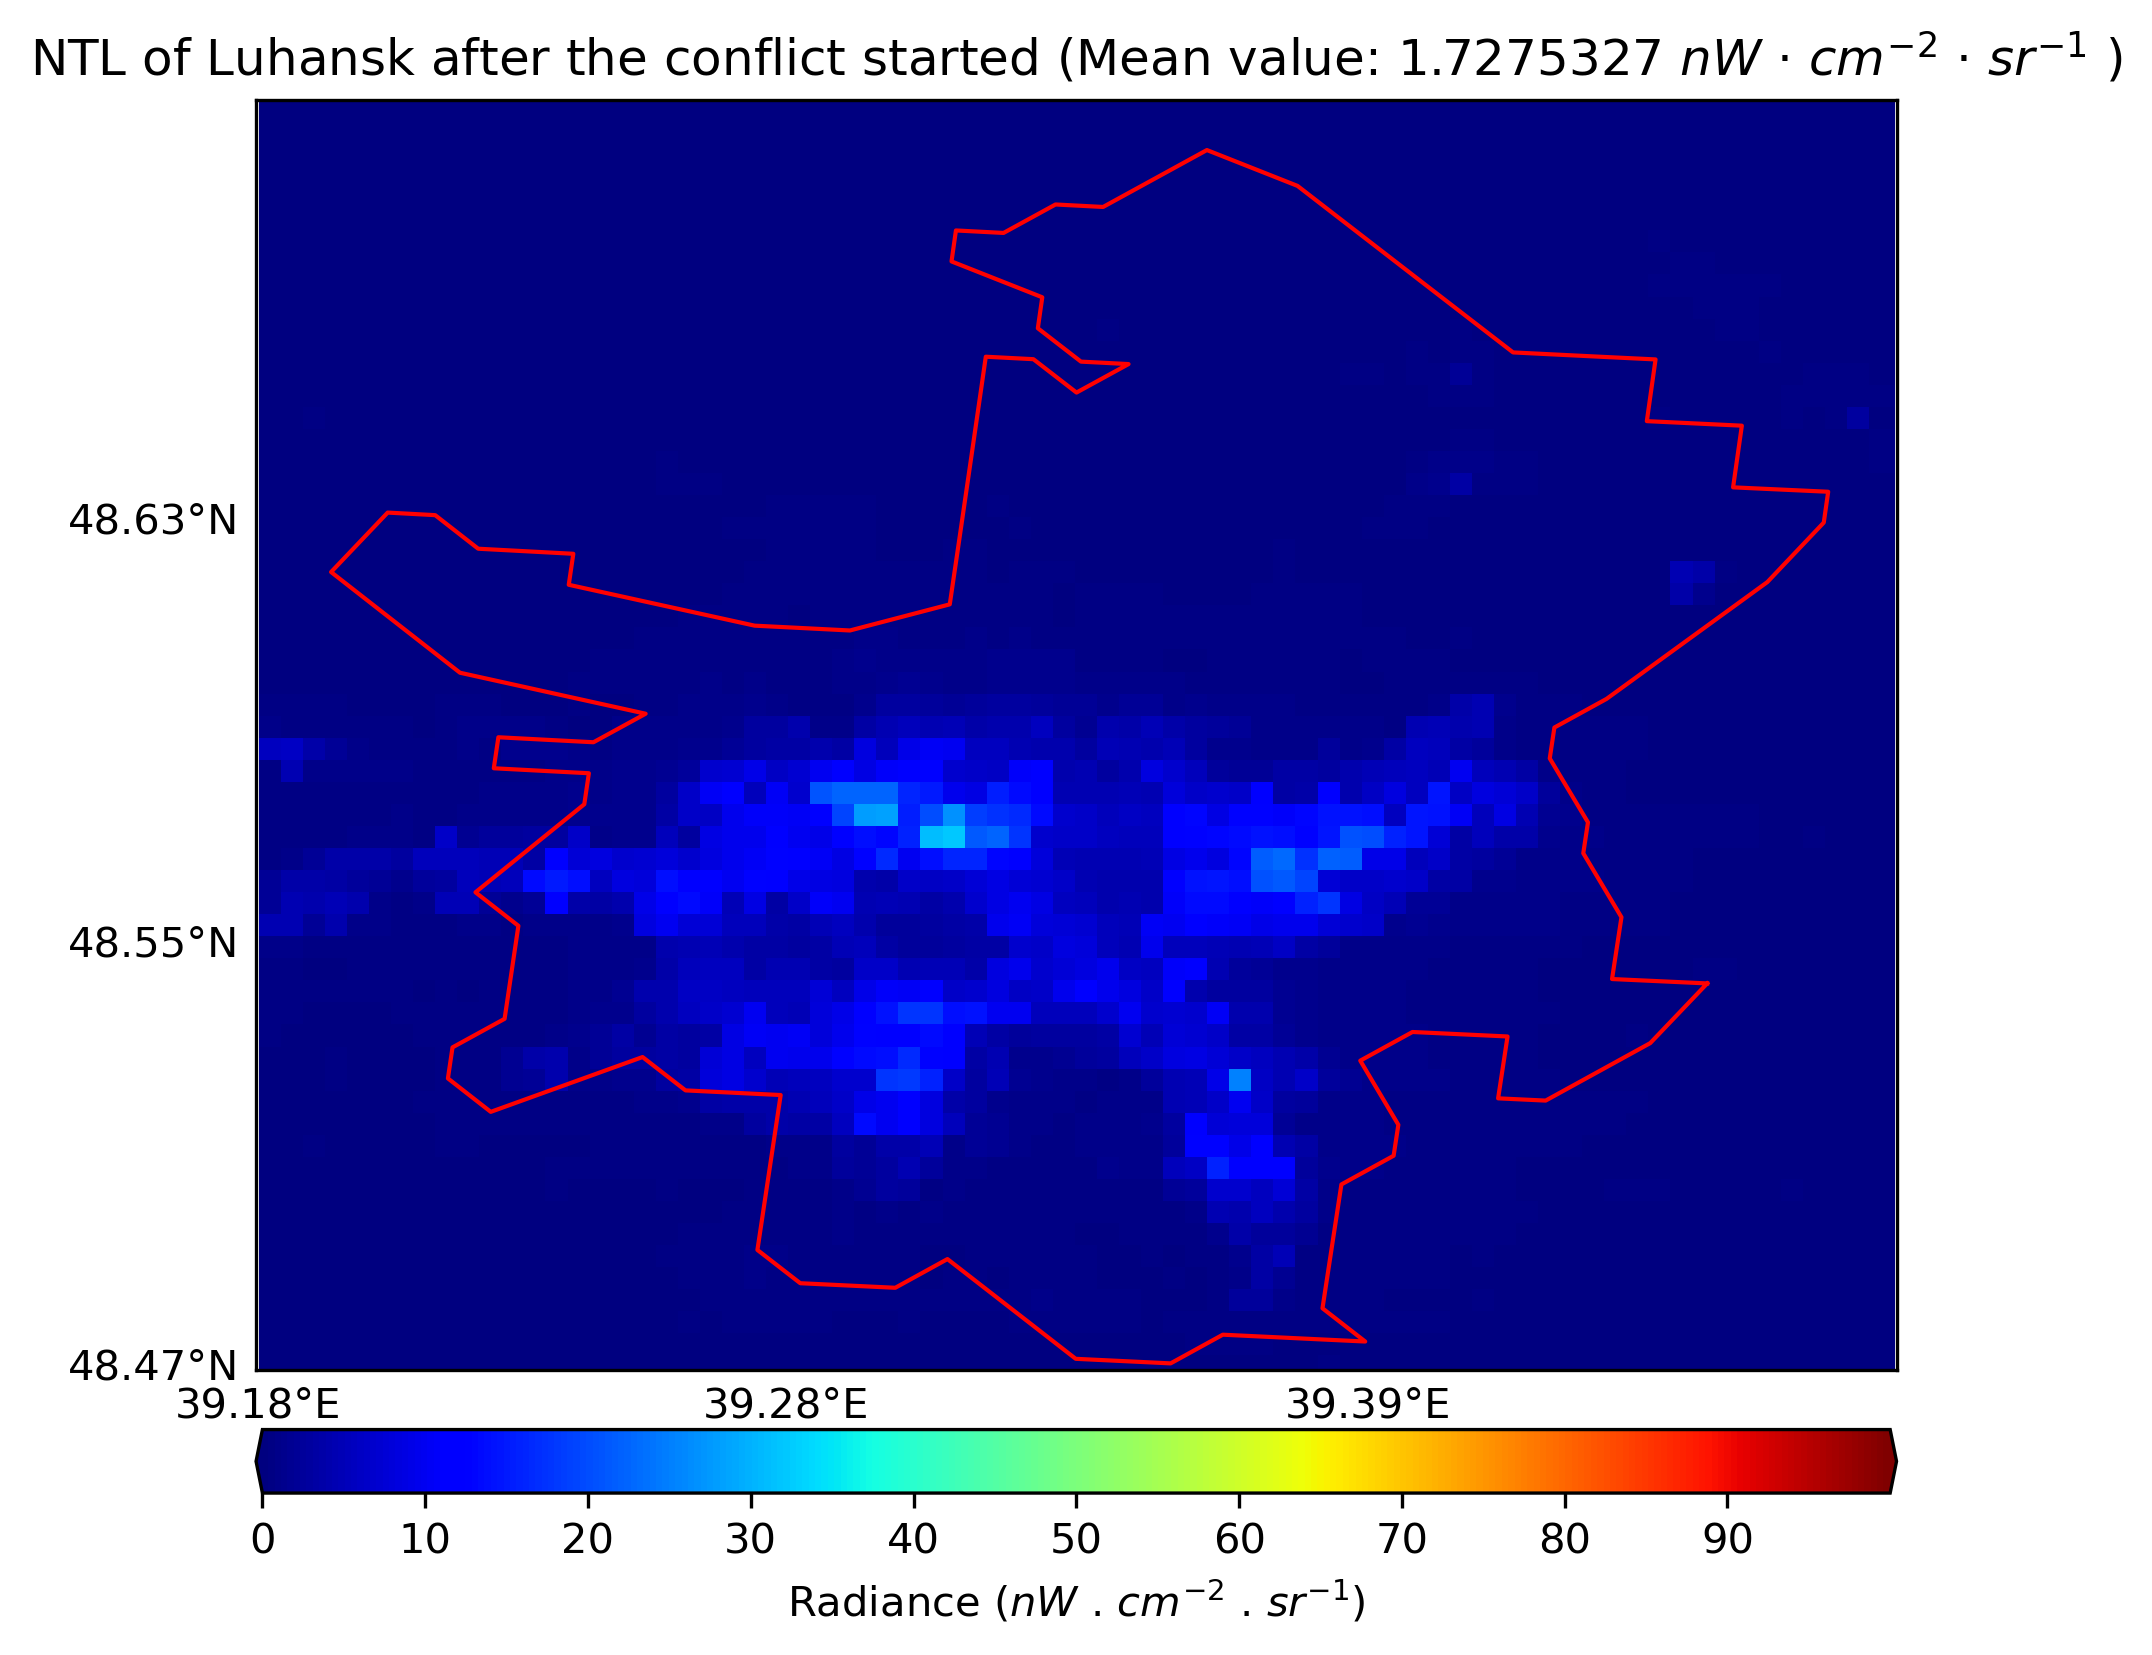 NTL of Luhansk after the conflict started (Mean value: 1.7275327 nW · cm⁻² · sr⁻¹ )
48.63°N
48.55°N
48.47°N
39.18°E 39.28°E 39.39°E
0 10 20 30 40 50 60 70 80 90
Radiance (nW . cm⁻² . sr⁻¹)